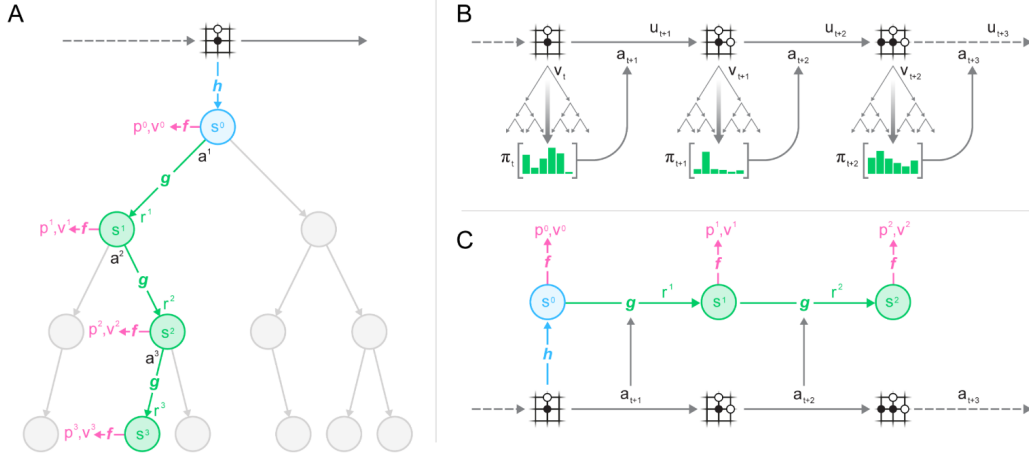 A
h
p⁰,v⁰ f s⁰
a¹
g
r¹
p¹,v¹ f s¹
a²
g
r²
p²,v² f s²
a³
g
r³
p³,v³ f s³
B
u_{t+1} u_{t+2} u_{t+3}
a_{t+1} a_{t+2} a_{t+3}
v_t v_{t+1} v_{t+2}
π_t π_{t+1} π_{t+2}
C
p⁰,v⁰ p¹,v¹ p²,v²
f f f
s⁰ g r¹ s¹ g r² s²
h
a_{t+1} a_{t+2} a_{t+3}